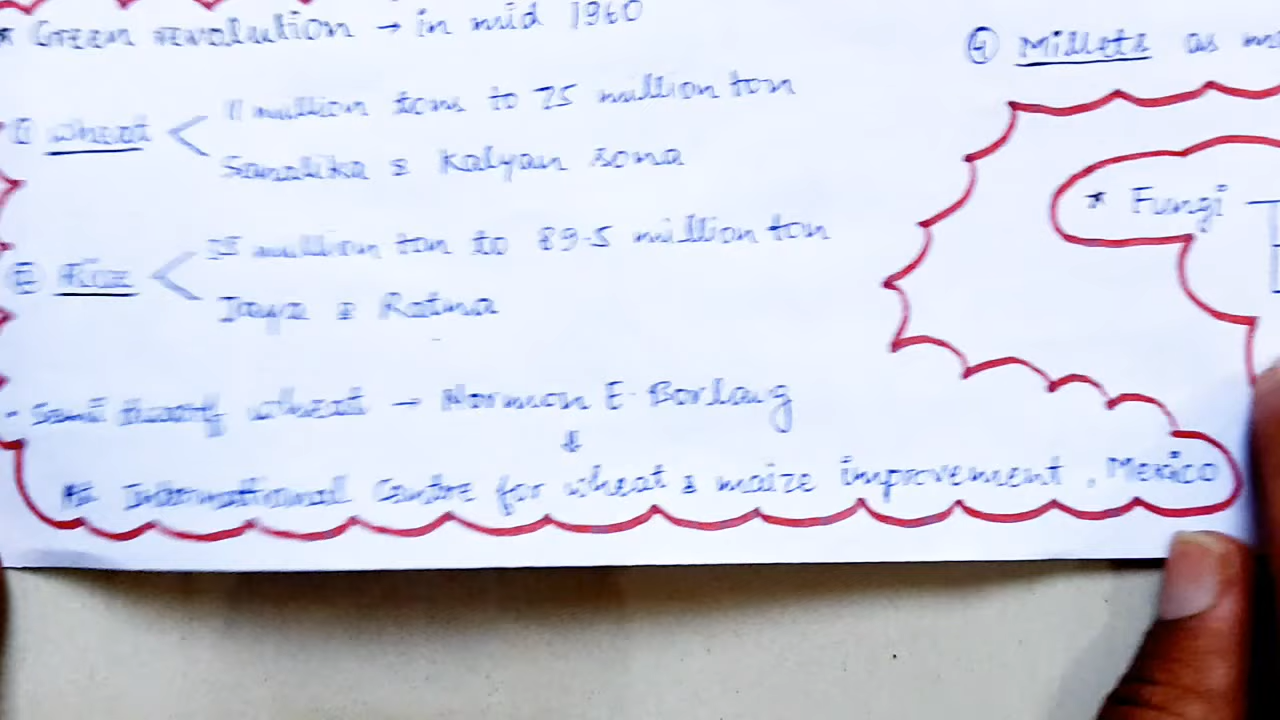 * Green revolution → in mid 1960
① Wheat
11 million tons to 75 million ton
Sonalika & Kalyan sona
② Rice
35 million ton to 89.5 million ton
Jaya & Ratna
- Semi dwarf wheat → Norman E. Borlaug
↓
At International Centre for wheat & maize improvement, Mexico
④ Millets as
* Fungi